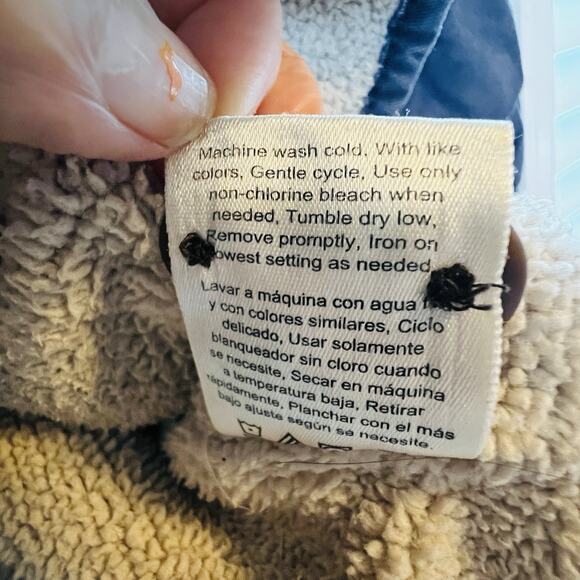 Machine wash cold, With like
colors, Gentle cycle, Use only
non-chlorine bleach when
needed, Tumble dry low,
Remove promptly, Iron on
lowest setting as needed
Lavar a máquina con agua
y con colores similares, Ciclo
delicado, Usar solamente
blanqueador sin cloro cuando
se necesite, Secar en máquina
a temperatura baja, Retirar
rápidamente, Planchar con el más
bajo ajuste según se necesite.